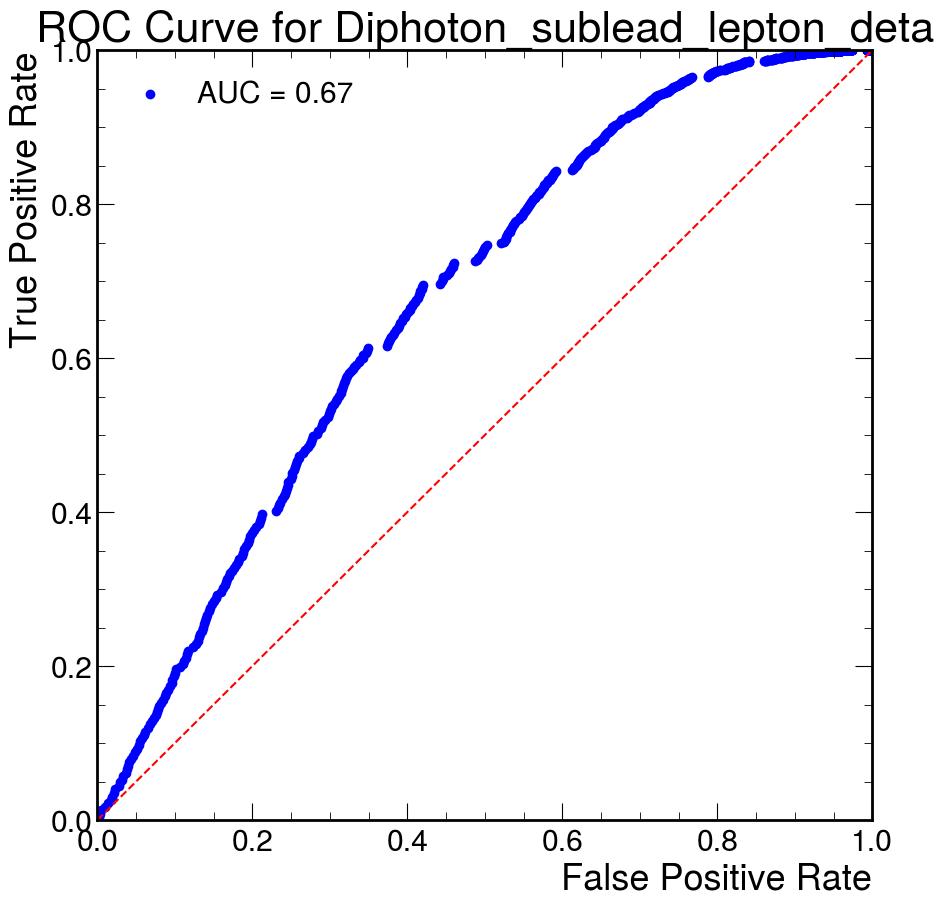 ROC Curve for Diphoton_sublead_lepton_deta
AUC = 0.67
True Positive Rate
1.0
0.8
0.6
0.4
0.2
0.0
0.0 0.2 0.4 0.6 0.8 1.0
False Positive Rate